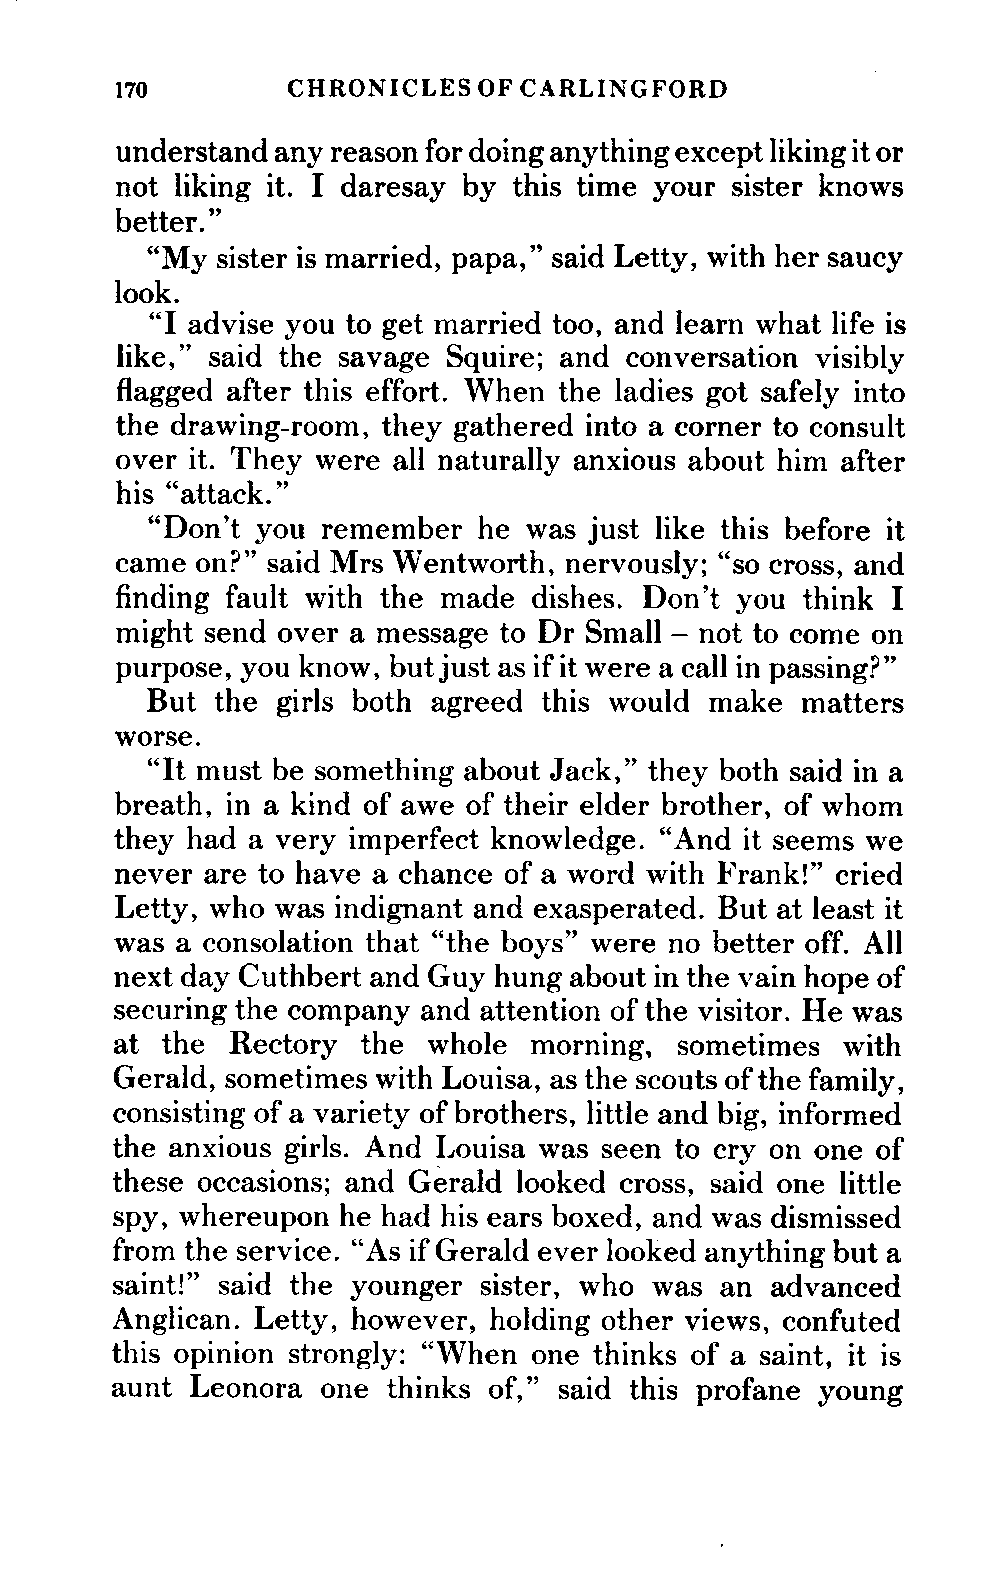 170 CHRONICLES OF CARLINGFORD
understand any reason for doing anything except liking it or
not liking it. I daresay by this time your sister knows
better.”
“My sister is married, papa,” said Letty, with her saucy
look.
“I advise you to get married too, and learn what life is
like,” said the savage Squire; and conversation visibly
flagged after this effort. When the ladies got safely into
the drawing-room, they gathered into a corner to consult
over it. They were all naturally anxious about him after
his “attack.”
“Don’t you remember he was just like this before it
came on?” said Mrs Wentworth, nervously; “so cross, and
finding fault with the made dishes. Don’t you think I
might send over a message to Dr Small – not to come on
purpose, you know, but just as if it were a call in passing?”
But the girls both agreed this would make matters
worse.
“It must be something about Jack,” they both said in a
breath, in a kind of awe of their elder brother, of whom
they had a very imperfect knowledge. “And it seems we
never are to have a chance of a word with Frank!” cried
Letty, who was indignant and exasperated. But at least it
was a consolation that “the boys” were no better off. All
next day Cuthbert and Guy hung about in the vain hope of
securing the company and attention of the visitor. He was
at the Rectory the whole morning, sometimes with
Gerald, sometimes with Louisa, as the scouts of the family,
consisting of a variety of brothers, little and big, informed
the anxious girls. And Louisa was seen to cry on one of
these occasions; and Gerald looked cross, said one little
spy, whereupon he had his ears boxed, and was dismissed
from the service. “As if Gerald ever looked anything but a
saint!” said the younger sister, who was an advanced
Anglican. Letty, however, holding other views, confuted
this opinion strongly: “When one thinks of a saint, it is
aunt Leonora one thinks of,” said this profane young